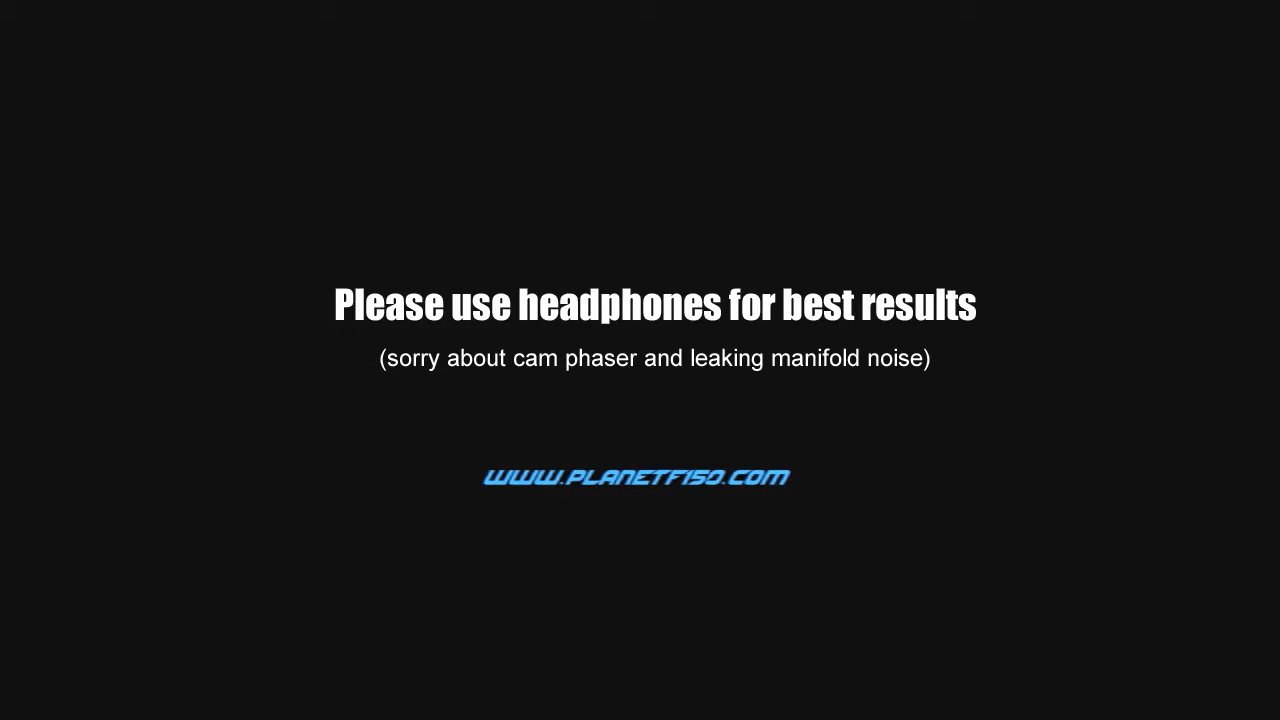 Please use headphones for best results
(sorry about cam phaser and leaking manifold noise)
WWW.PLANETF150.COM